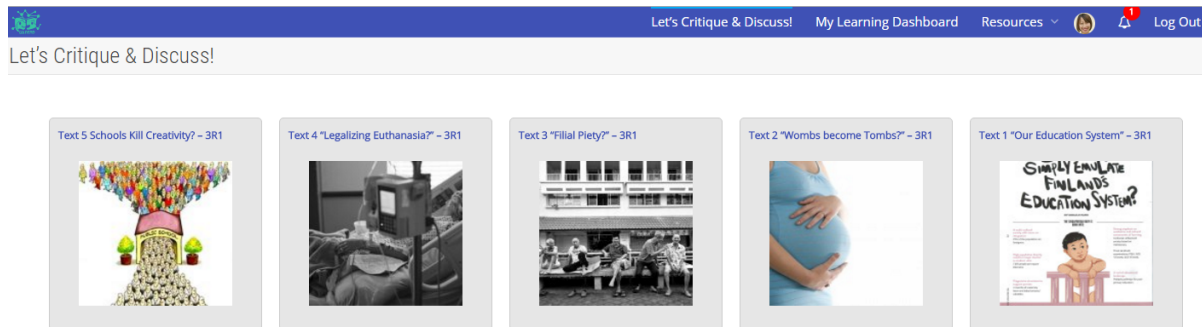 Let's Critique & Discuss! My Learning Dashboard Resources 1 Log Out
Let's Critique & Discuss!
Text 5 Schools Kill Creativity? – 3R1
Text 4 "Legalizing Euthanasia?" – 3R1
Text 3 "Filial Piety?" – 3R1
Text 2 "Wombs become Tombs?" – 3R1
Text 1 "Our Education System" – 3R1
PUBLIC SCHOOL
SIMPLY EMULATE
FINLAND'S
EDUCATION SYSTEM?